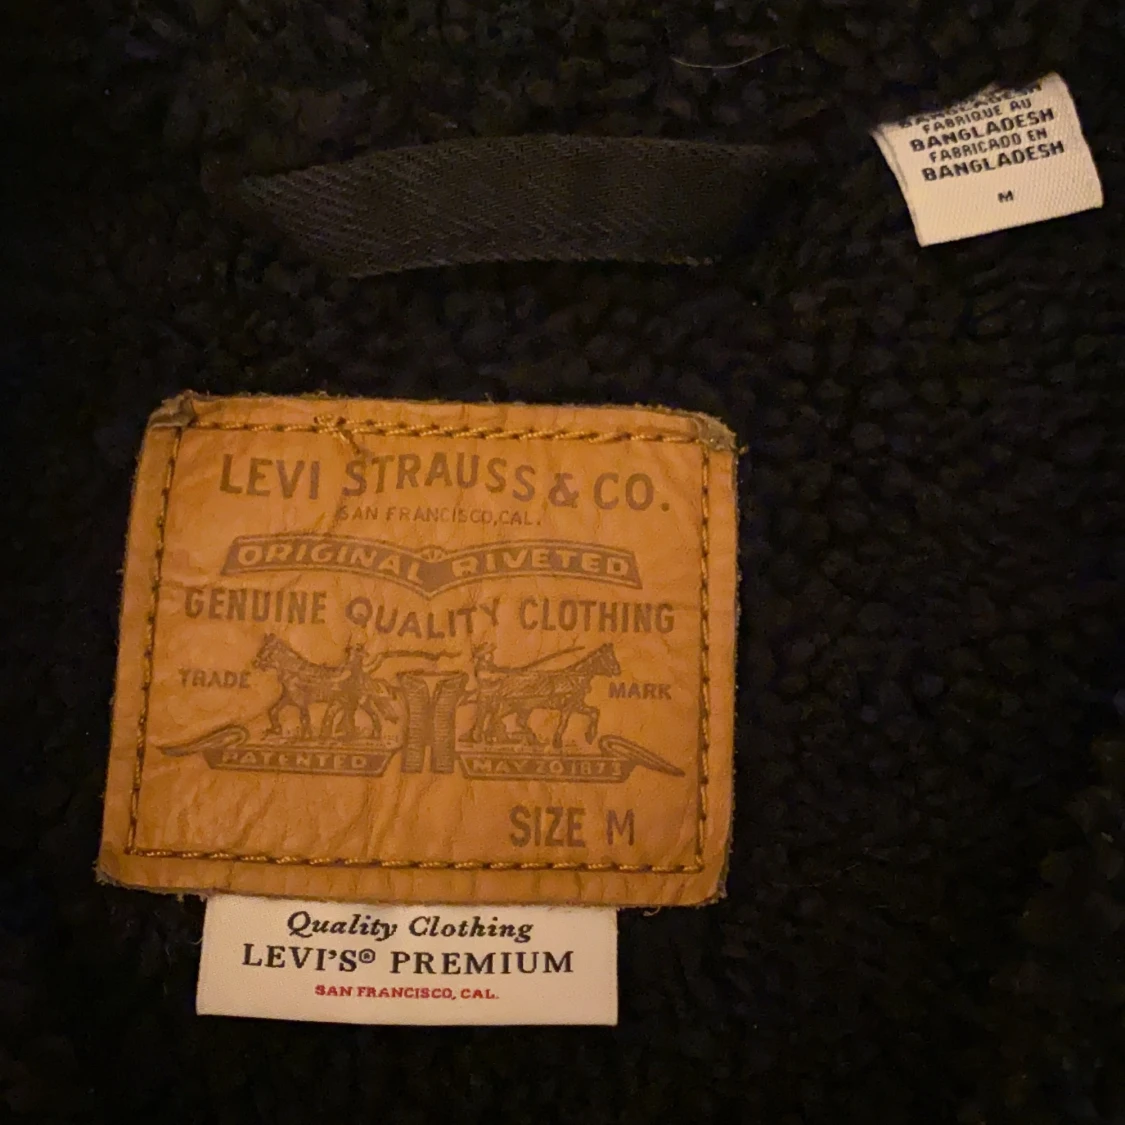 BANGLADESH
FABRIQUE AU
BANGLADESH
FABRICADO EN
BANGLADESH
M
LEVI STRAUSS & CO.
SAN FRANCISCO, CAL.
ORIGINAL RIVETED
GENUINE QUALITY CLOTHING
TRADE MARK
PATENTED MAY 20 1873
SIZE M
Quality Clothing
LEVI'S® PREMIUM
SAN FRANCISCO, CAL.